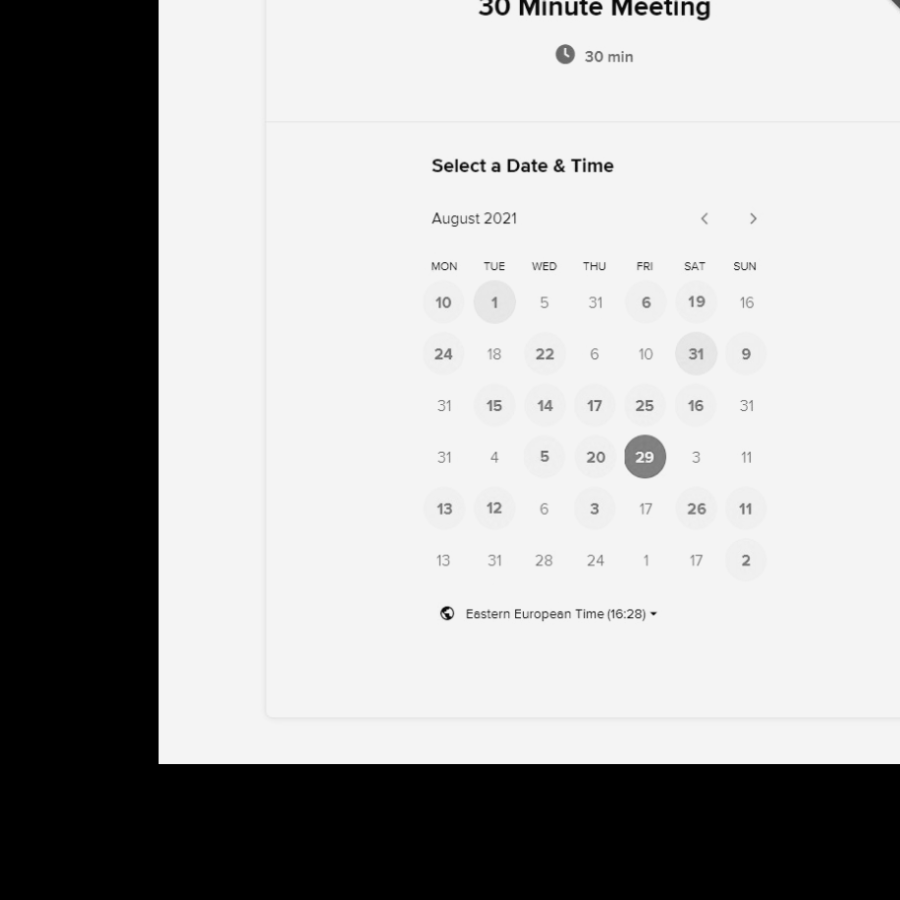 30 Minute Meeting
30 min
Select a Date & Time
August 2021
MON TUE WED THU FRI SAT SUN
10 1 5 31 6 19 16
24 18 22 6 10 31 9
31 15 14 17 25 16 31
31 4 5 20 29 3 11
13 12 6 3 17 26 11
13 31 28 24 1 17 2
Eastern European Time (16:28)